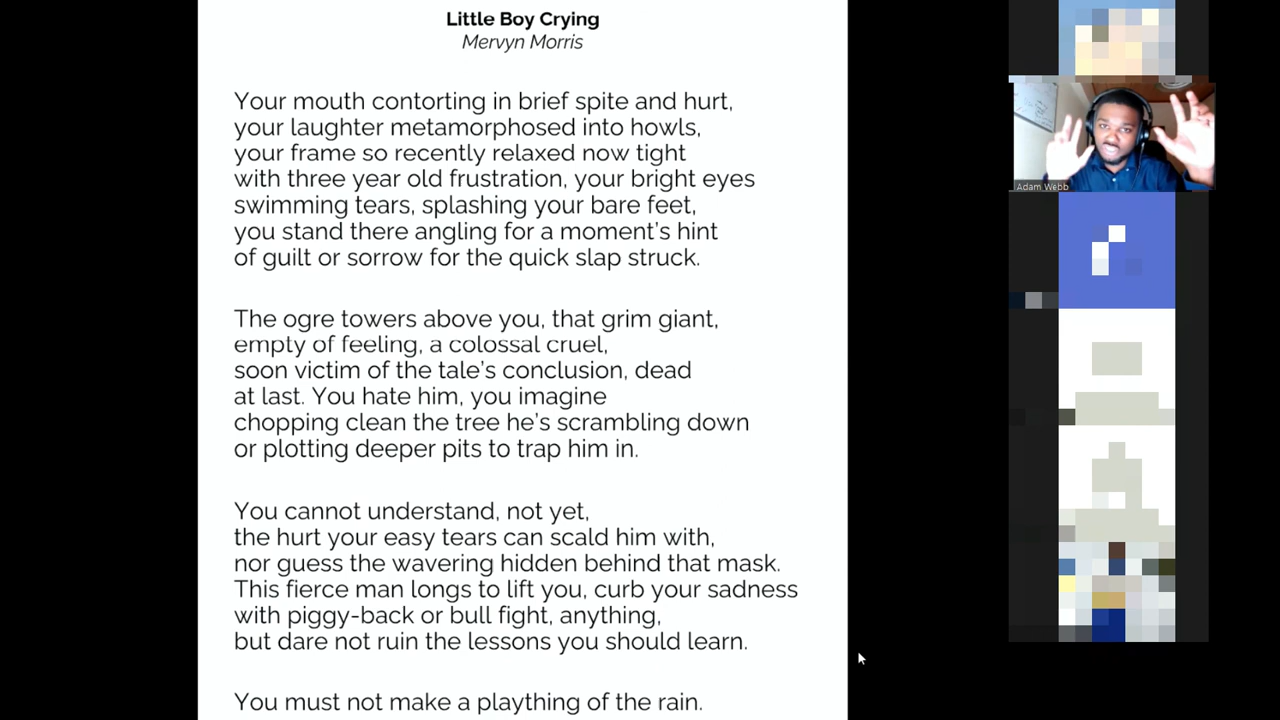 Little Boy Crying
Mervyn Morris
Your mouth contorting in brief spite and hurt,
your laughter metamorphosed into howls,
your frame so recently relaxed now tight
with three year old frustration, your bright eyes
swimming tears, splashing your bare feet,
you stand there angling for a moment's hint
of guilt or sorrow for the quick slap struck.
The ogre towers above you, that grim giant,
empty of feeling, a colossal cruel,
soon victim of the tale's conclusion, dead
at last. You hate him, you imagine
chopping clean the tree he's scrambling down
or plotting deeper pits to trap him in.
You cannot understand, not yet,
the hurt your easy tears can scald him with,
nor guess the wavering hidden behind that mask.
This fierce man longs to lift you, curb your sadness
with piggy-back or bull fight, anything,
but dare not ruin the lessons you should learn.
You must not make a plaything of the rain.
Adam Webb